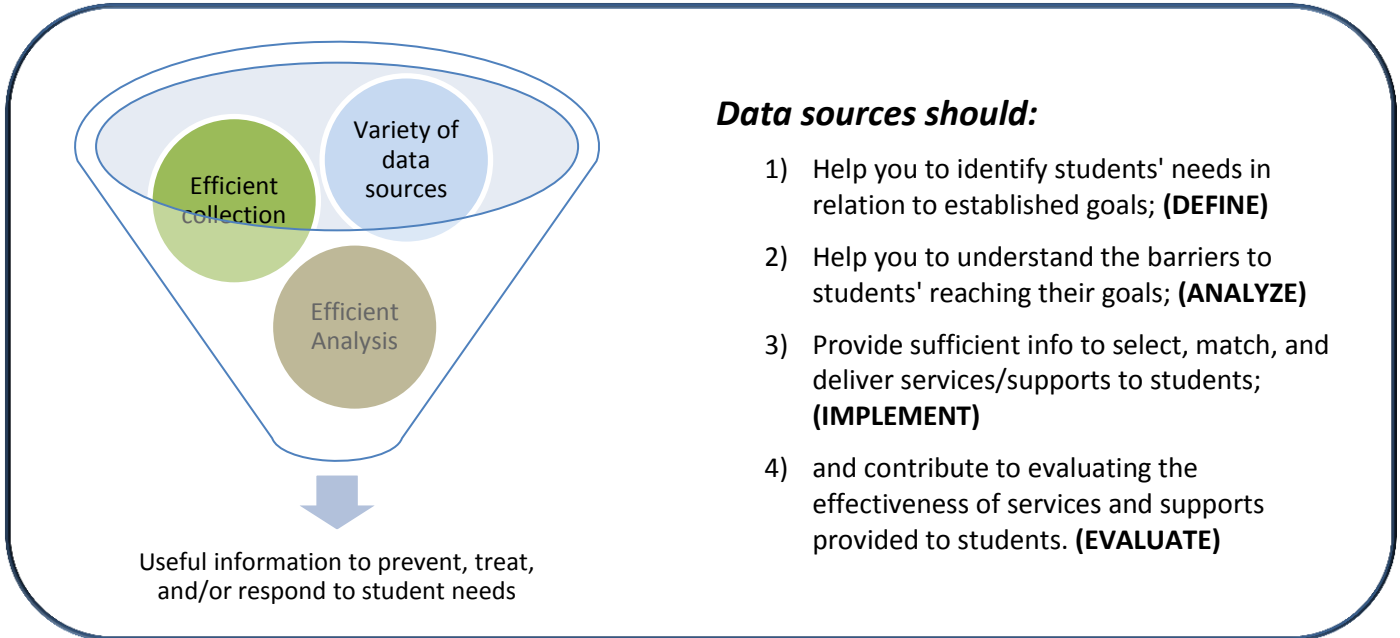 Variety of
data
sources
Efficient
collection
Efficient
Analysis
Useful information to prevent, treat,
and/or respond to student needs
Data sources should:
1) Help you to identify students' needs in
relation to established goals; (DEFINE)
2) Help you to understand the barriers to
students' reaching their goals; (ANALYZE)
3) Provide sufficient info to select, match, and
deliver services/supports to students;
(IMPLEMENT)
4) and contribute to evaluating the
effectiveness of services and supports
provided to students. (EVALUATE)